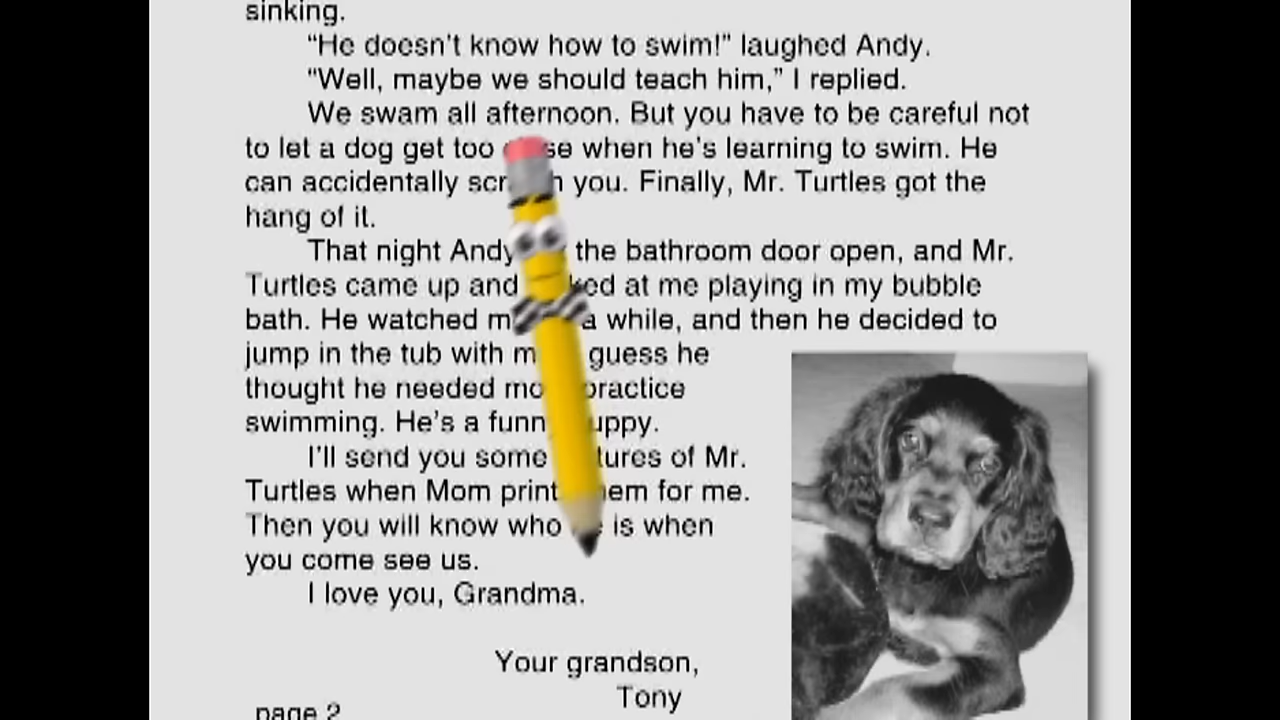 sinking.
“He doesn't know how to swim!” laughed Andy.
“Well, maybe we should teach him,” I replied.
We swam all afternoon. But you have to be careful not
to let a dog get too when he's learning to swim. He
can accidentally you. Finally, Mr. Turtles got the
hang of it.
That night Andy the bathroom door open, and Mr.
Turtles came up and at me playing in my bubble
bath. He watched a while, and then he decided to
jump in the tub with guess he
thought he needed practice
swimming. He's a
I'll send you some of Mr.
Turtles when Mom for me.
Then you will know who is when
you come see us.
I love you, Grandma.
Your grandson,
Tony
page 2